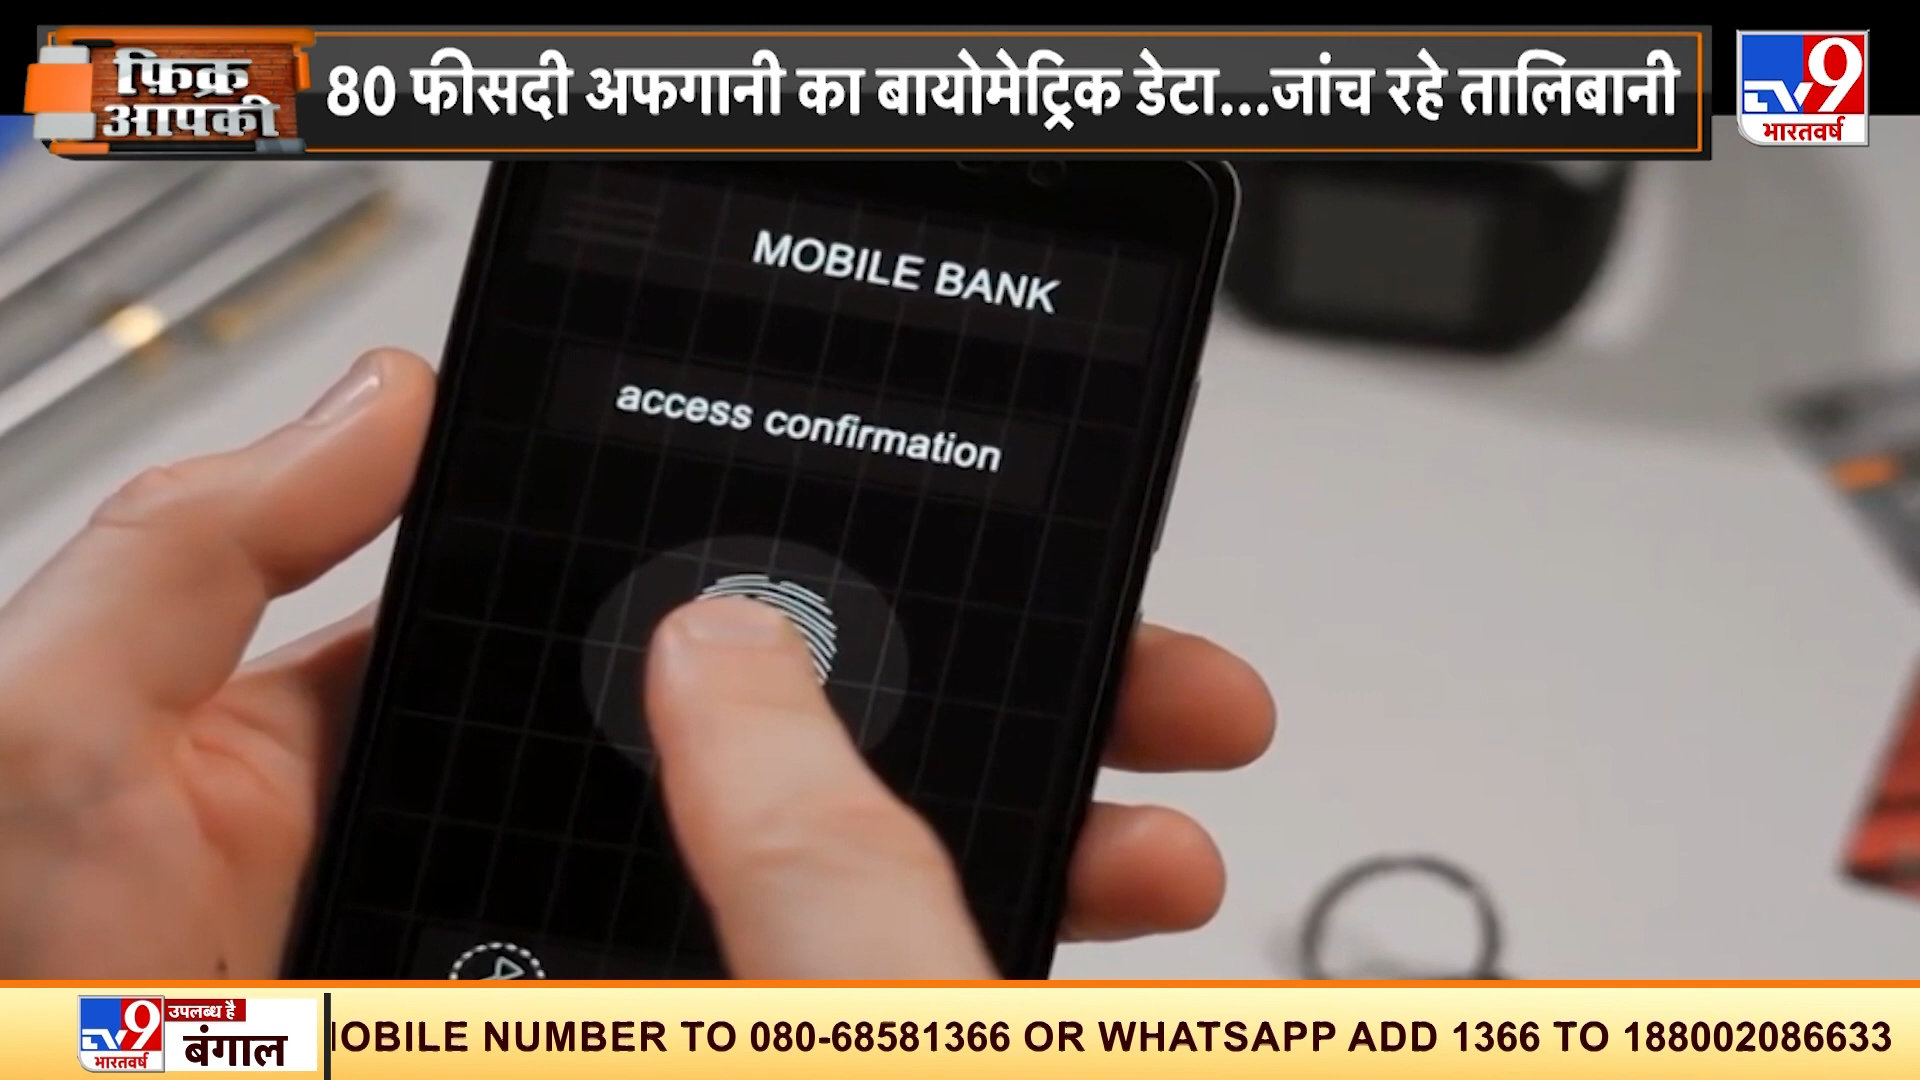 फ़िक्र
आपकी
80 फीसदी अफगानी का बायोमेट्रिक डेटा...जांच रहे तालिबानी
TV9
भारतवर्ष
MOBILE BANK
access confirmation
TV9
भारतवर्ष
उपलब्ध है
बंगाल
OBILE NUMBER TO 080-68581366 OR WHATSAPP ADD 1366 TO 188002086633